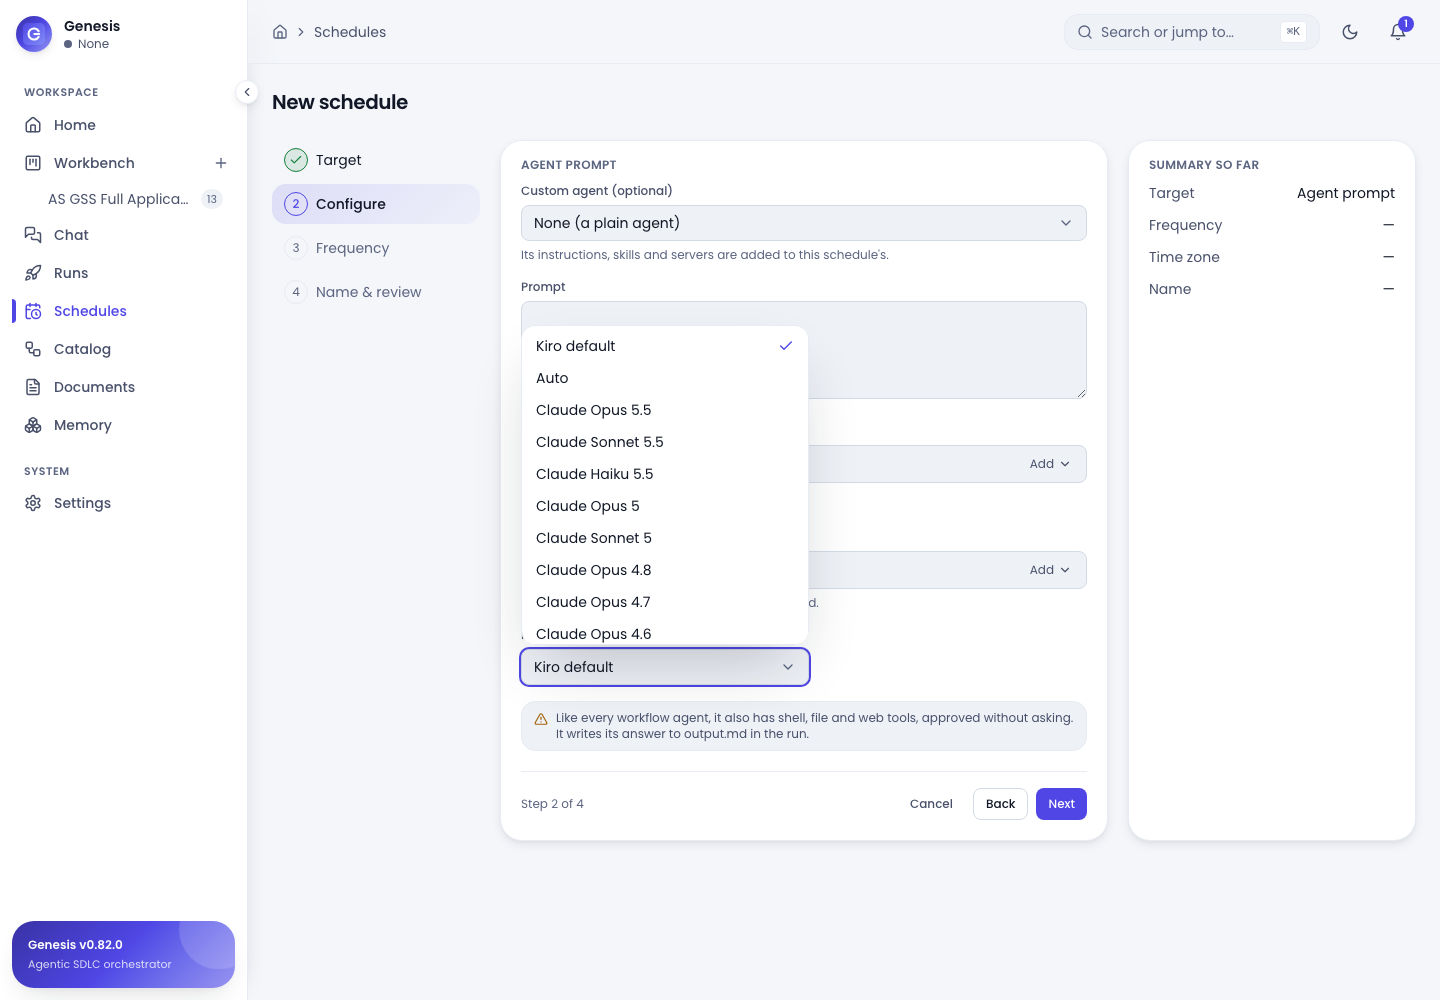 Genesis
None
WORKSPACE
Home
Workbench
AS GSS Full Applica...
13
Chat
Runs
Schedules
Catalog
Documents
Memory
SYSTEM
Settings
Genesis v0.82.0
Agentic SDLC orchestrator
Schedules
Search or jump to...
⌘K
1
New schedule
Target
2 Configure
3 Frequency
4 Name & review
AGENT PROMPT
Custom agent (optional)
None (a plain agent)
Its instructions, skills and servers are added to this schedule's.
Prompt
Kiro default
Auto
Claude Opus 5.5
Claude Sonnet 5.5
Claude Haiku 5.5
Claude Opus 5
Claude Sonnet 5
Claude Opus 4.8
Claude Opus 4.7
Claude Opus 4.6
Add
Add
d.
Kiro default
Like every workflow agent, it also has shell, file and web tools, approved without asking.
It writes its answer to output.md in the run.
Step 2 of 4
Cancel
Back
Next
SUMMARY SO FAR
Target Agent prompt
Frequency —
Time zone —
Name —